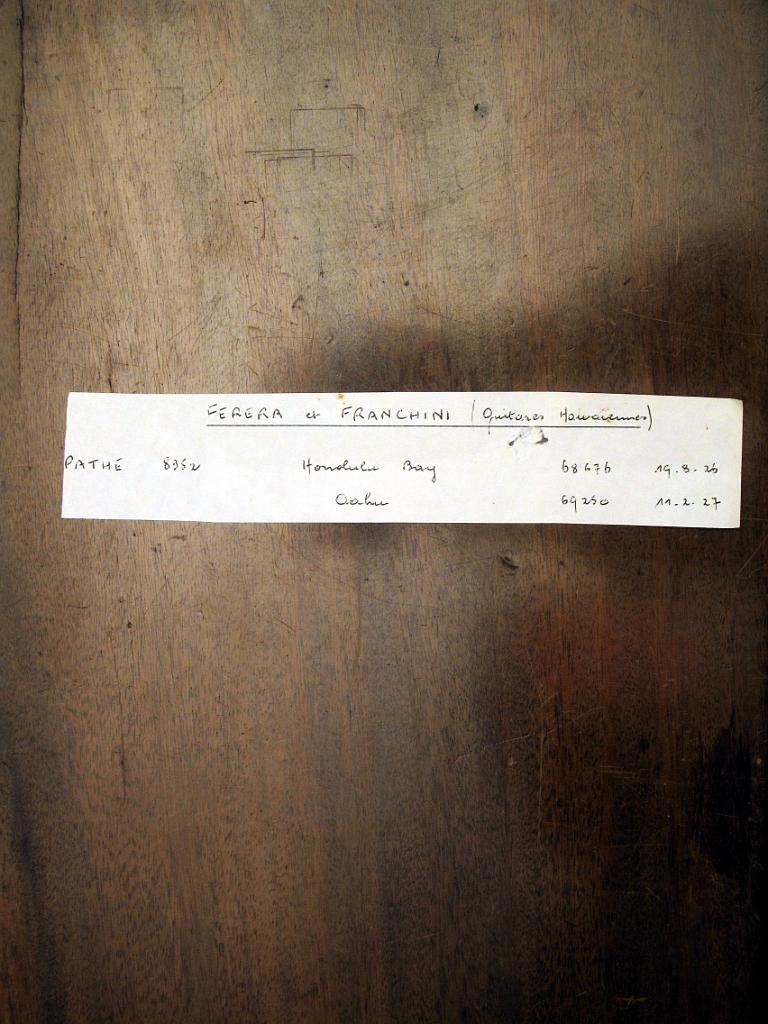 FERERA et FRANCHINI (Guitares Hawaiennes)
PATHÉ 8352 Honolulu Bay 68676 19.8.26
Oahu 69250 11.2.27